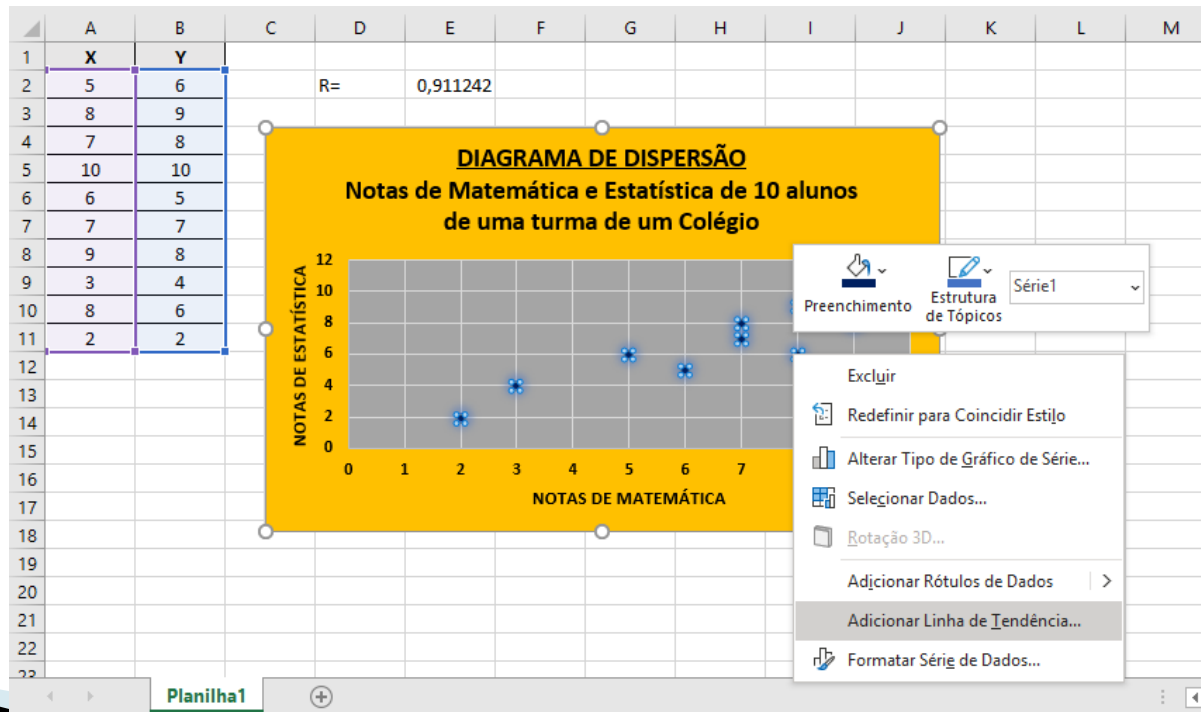 A B C D E F G H I J K L M
1 X Y
2 5 6 R= 0,911242
3 8 9
4 7 8
5 10 10
6 6 5
7 7 7
8 9 8
9 3 4
10 8 6
11 2 2
12
13
14
15
16
17
18
19
20
21
22
23
DIAGRAMA DE DISPERSÃO
Notas de Matemática e Estatística de 10 alunos
de uma turma de um Colégio
NOTAS DE ESTATÍSTICA
12
10
8
6
4
2
0
0 1 2 3 4 5 6 7
NOTAS DE MATEMÁTICA
Preenchimento
Estrutura
de Tópicos
Série1
Excluir
Redefinir para Coincidir Estilo
Alterar Tipo de Gráfico de Série...
Selecionar Dados...
Rotação 3D...
Adicionar Rótulos de Dados
Adicionar Linha de Tendência...
Formatar Série de Dados...
Planilha1